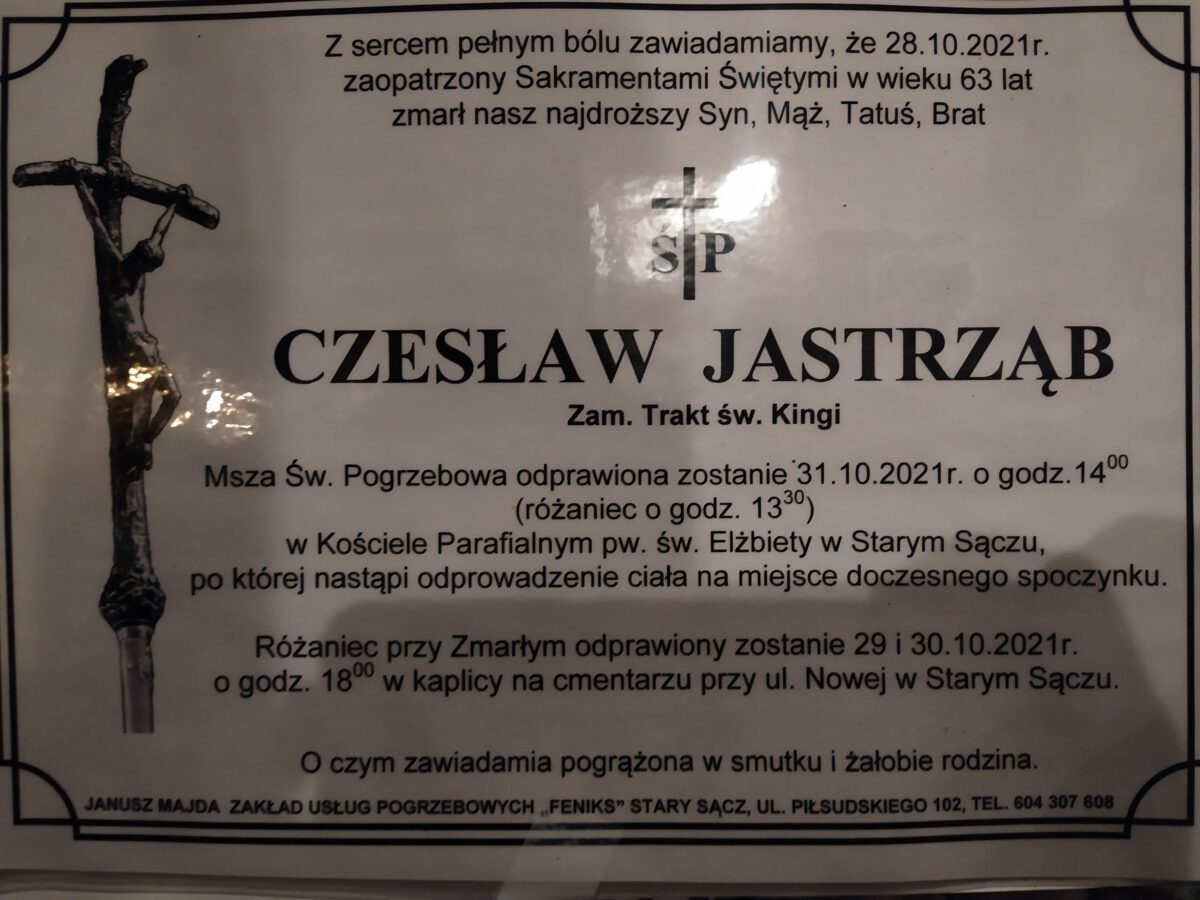 Z sercem pełnym bólu zawiadamiamy, że 28.10.2021r.
zaopatrzony Sakramentami Świętymi w wieku 63 lat
zmarł nasz najdroższy Syn, Mąż, Tatuś, Brat
Ś P
CZESŁAW JASTRZĄB
Zam. Trakt św. Kingi
Msza Św. Pogrzebowa odprawiona zostanie 31.10.2021r. o godz.14⁰⁰
(różaniec o godz. 13³⁰)
w Kościele Parafialnym pw. św. Elżbiety w Starym Sączu,
po której nastąpi odprowadzenie ciała na miejsce doczesnego spoczynku.
Różaniec przy Zmarłym odprawiony zostanie 29 i 30.10.2021r.
o godz. 18⁰⁰ w kaplicy na cmentarzu przy ul. Nowej w Starym Sączu.
O czym zawiadamia pogrążona w smutku i żałobie rodzina.
JANUSZ MAJDA ZAKŁAD USŁUG POGRZEBOWYCH „FENIKS” STARY SĄCZ, UL. PIŁSUDSKIEGO 102, TEL. 604 307 608